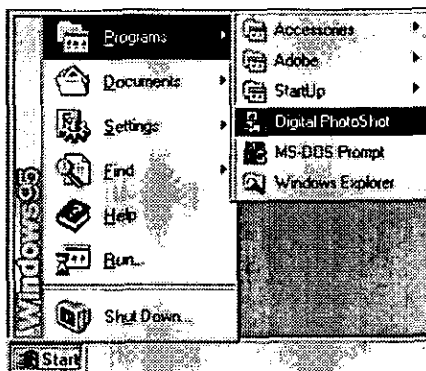 Programs
Documents
Settings
Find
Help
Run...
Shut Down...
Start
Windows95
Accessories
Adobe
StartUp
Digital PhotoShot
MS-DOS Prompt
Windows Explorer